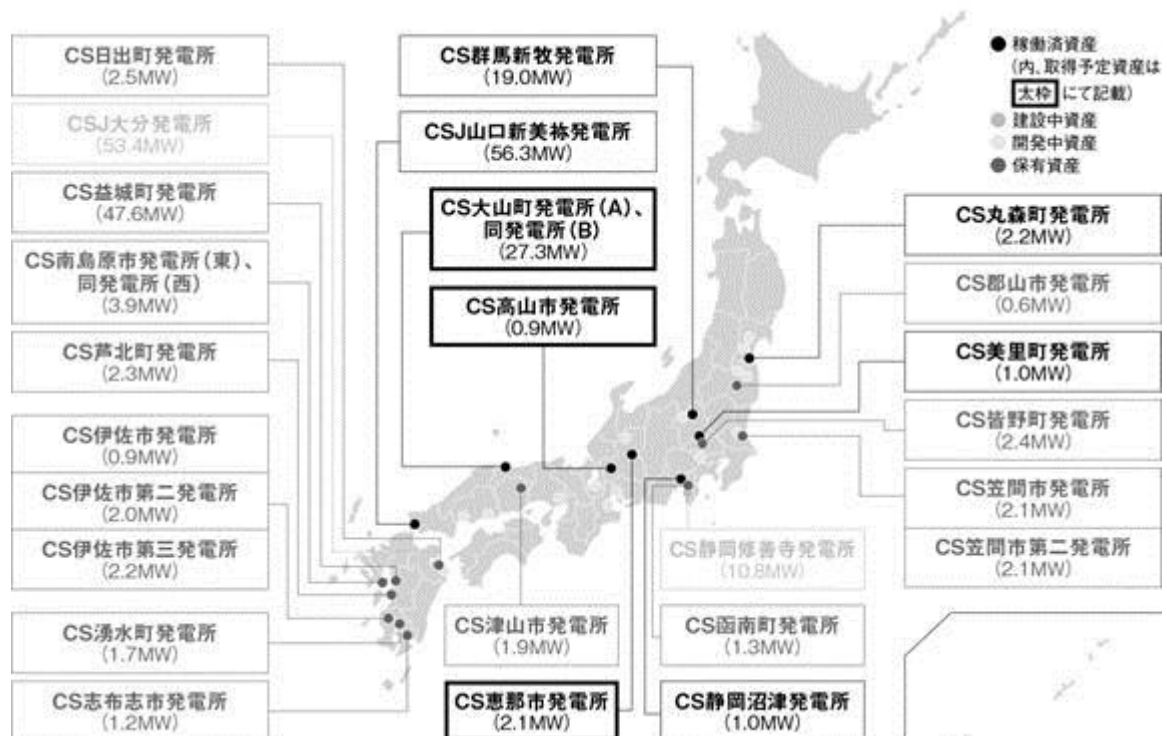 CS日出町発電所
(2.5MW)
CSJ大分発電所
(53.4MW)
CS益城町発電所
(47.6MW)
CS南島原市発電所(東)、
同発電所(西)
(3.9MW)
CS芦北町発電所
(2.3MW)
CS伊佐市発電所
(0.9MW)
CS伊佐市第二発電所
(2.0MW)
CS伊佐市第三発電所
(2.2MW)
CS湧水町発電所
(1.7MW)
CS志布志市発電所
(1.2MW)
CS群馬新牧発電所
(19.0MW)
CSJ山口新美祢発電所
(56.3MW)
CS大山町発電所(A)、
同発電所(B)
(27.3MW)
CS高山市発電所
(0.9MW)
CS津山市発電所
(1.9MW)
CS恵那市発電所
(2.1MW)
CS静岡修善寺発電所
(10.8MW)
CS函南町発電所
(1.3MW)
CS静岡沼津発電所
(1.0MW)
稼働済資産
(内、取得予定資産は
太枠 にて記載)
建設中資産
開発中資産
保有資産
CS丸森町発電所
(2.2MW)
CS郡山市発電所
(0.6MW)
CS美里町発電所
(1.0MW)
CS皆野町発電所
(2.4MW)
CS笠間市発電所
(2.1MW)
CS笠間市第二発電所
(2.1MW)